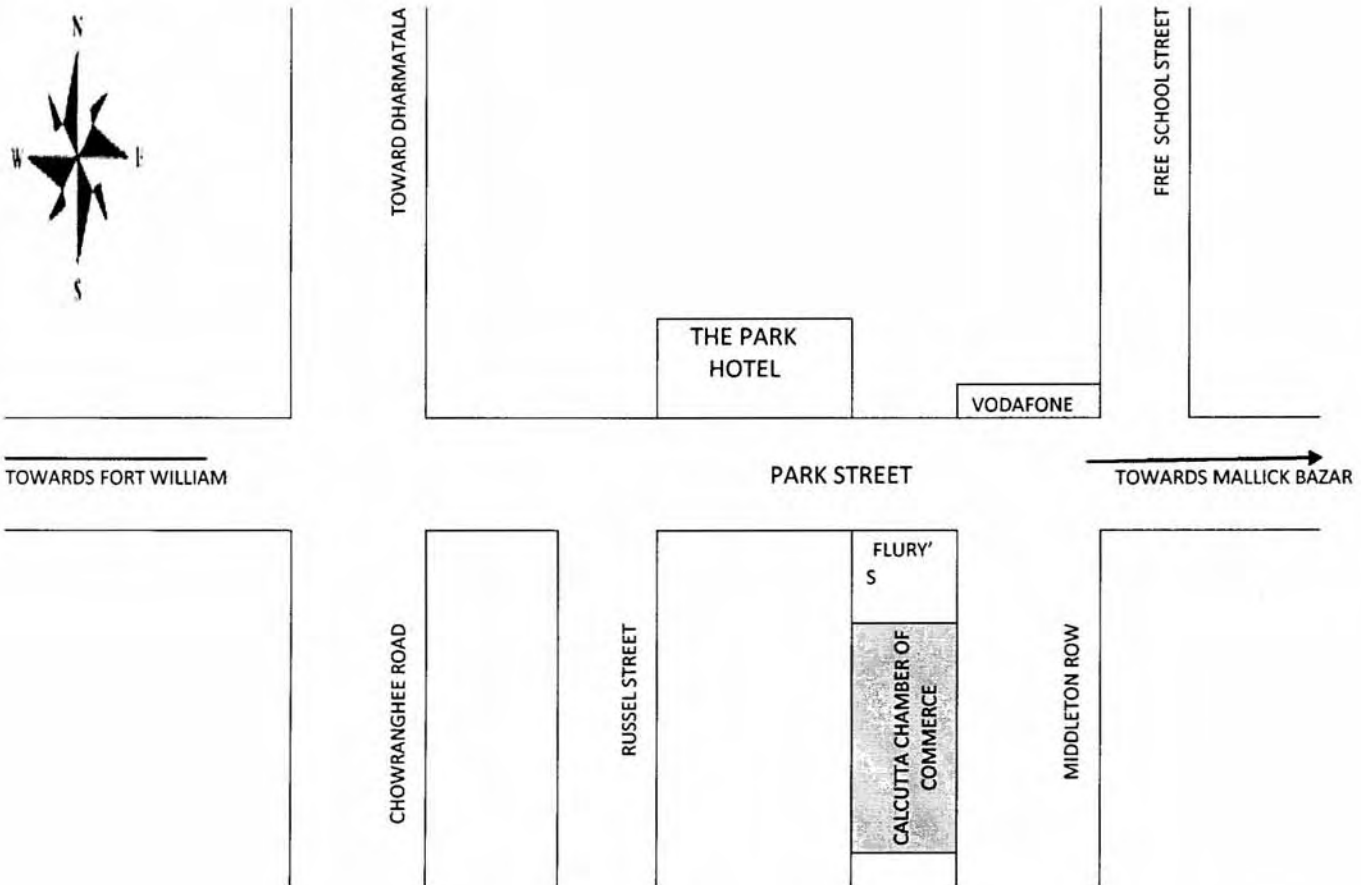 N
W
E
S
TOWARD DHARMATALA
FREE SCHOOL STREET
THE PARK
HOTEL
VODAFONE
TOWARDS FORT WILLIAM
PARK STREET
TOWARDS MALLICK BAZAR
FLURY'
S
CHOWRANGHEE ROAD
RUSSEL STREET
CALCUTTA CHAMBER OF
COMMERCE
MIDDLETON ROW